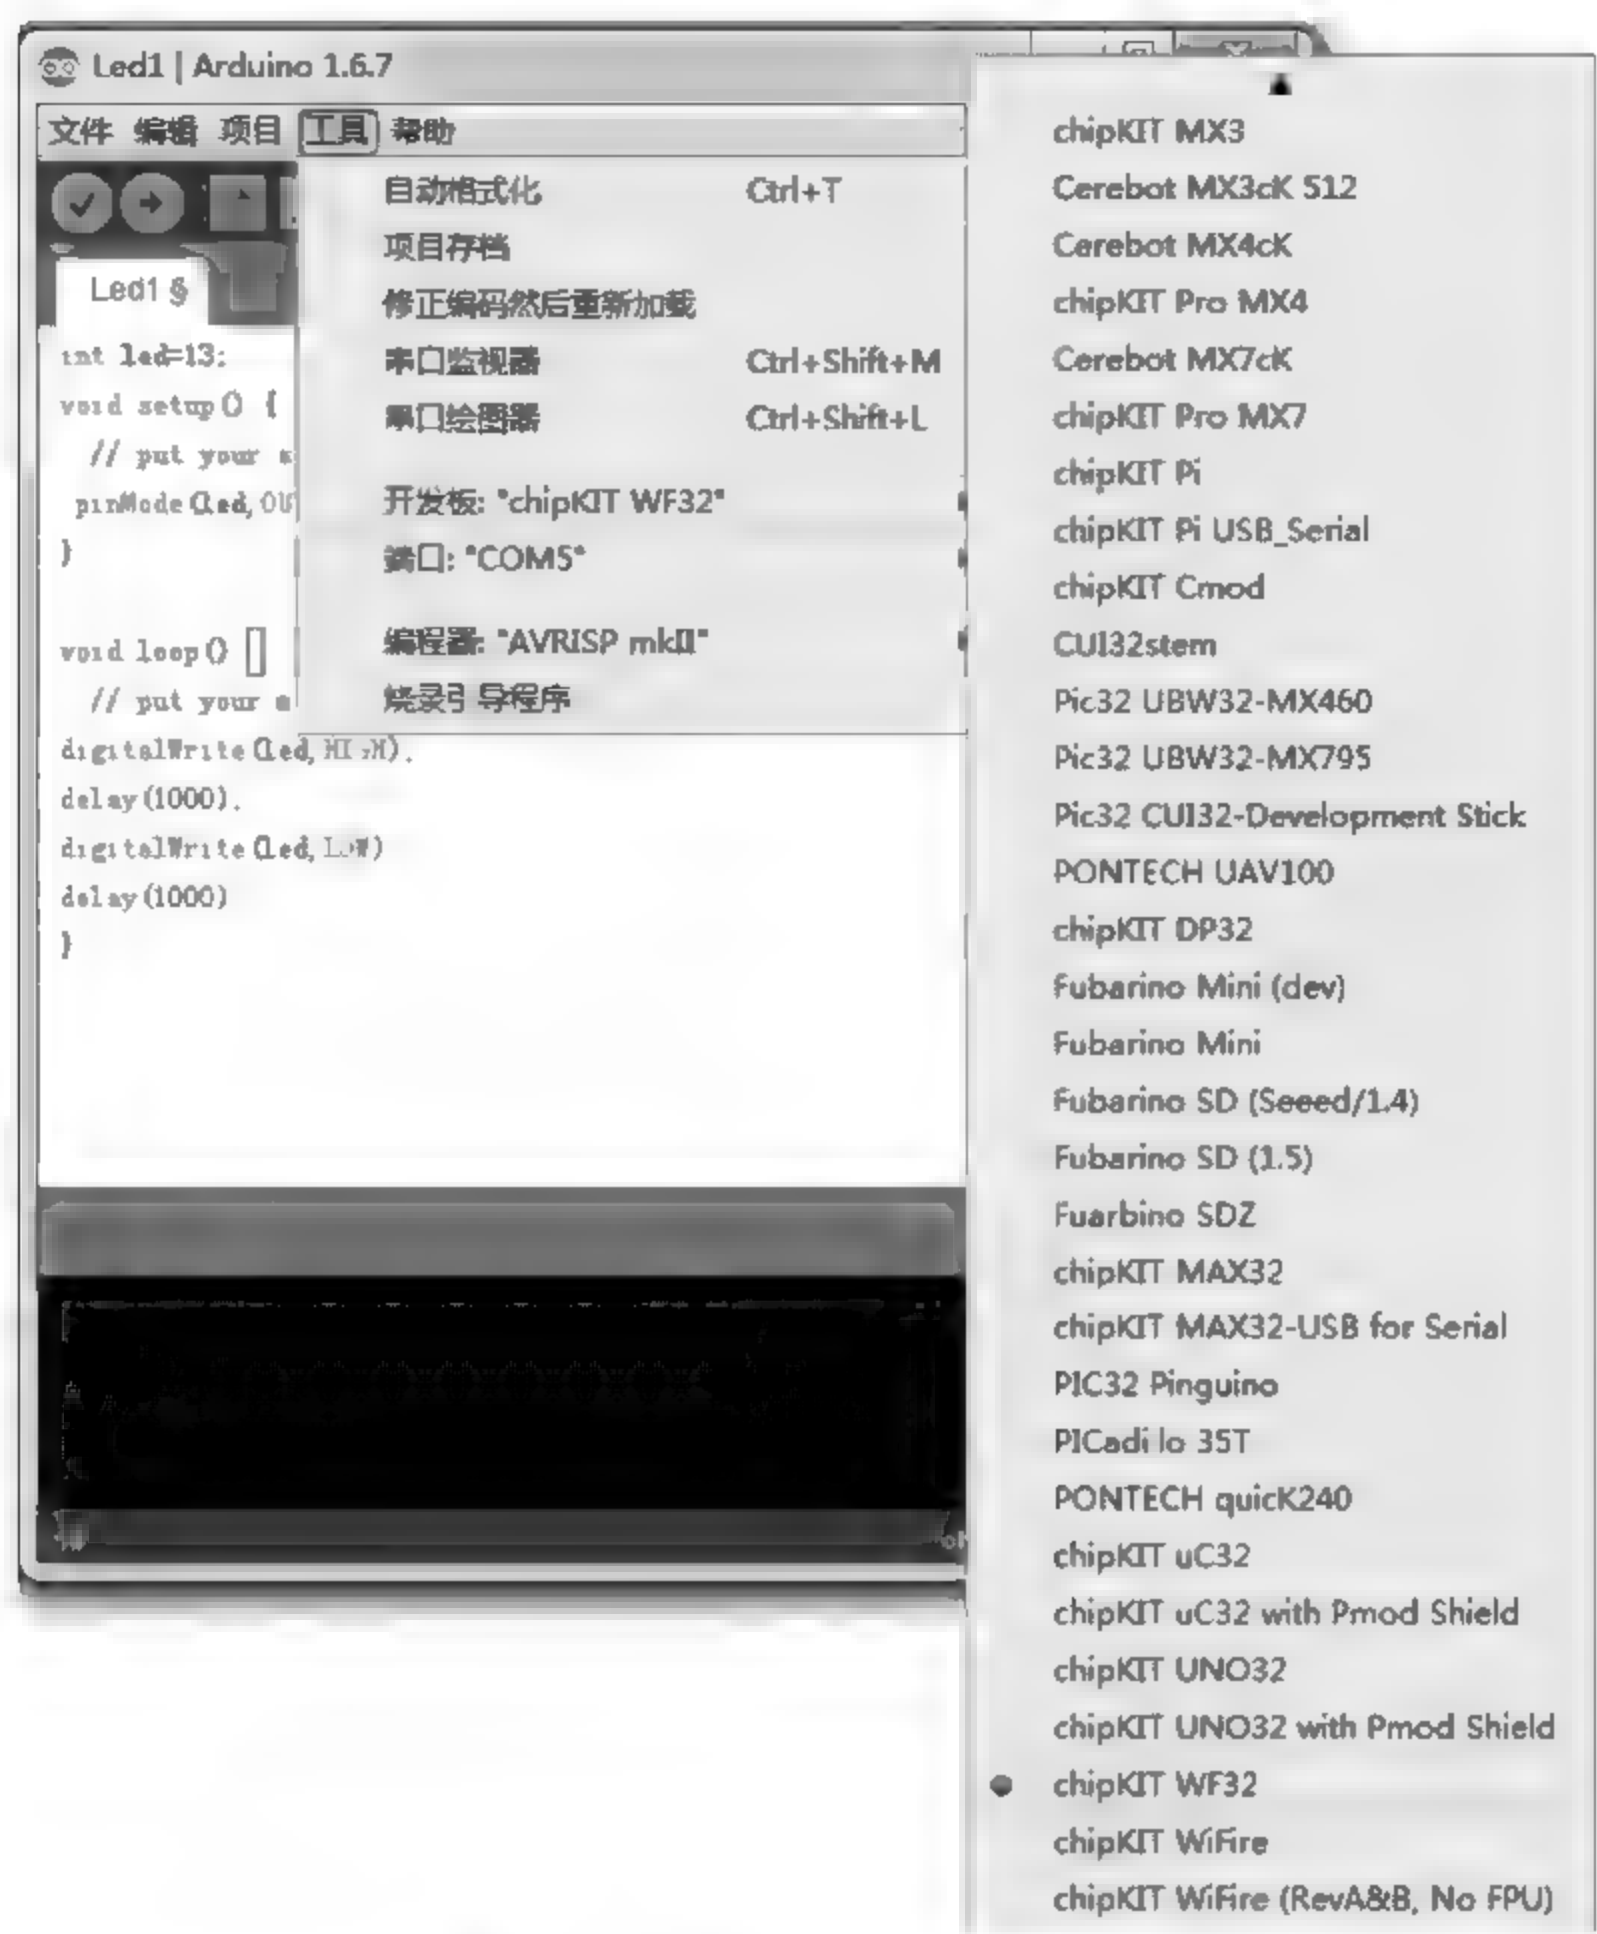 Led1 | Arduino 1.6.7
文件 编辑 项目 工具 帮助
自动格式化 Ctrl+T
项目存档
修正编码然后重新加载
串口监视器 Ctrl+Shift+M
串口绘图器 Ctrl+Shift+L
开发板: "chipKIT WF32"
端口: "COM5"
编程器: "AVRISP mkII"
烧录引导程序
Led1 §
int led=13;
void setup() {
// put your s
pinMode(led, OU
}
void loop()
// put your m
digitalWrite(led, HIGH).
delay(1000).
digitalWrite(led, LOW)
delay(1000)
}
chipKIT MX3
Cerebot MX3cK 512
Cerebot MX4cK
chipKIT Pro MX4
Cerebot MX7cK
chipKIT Pro MX7
chipKIT Pi
chipKIT Pi USB_Serial
chipKIT Cmod
CUI32stem
Pic32 UBW32-MX460
Pic32 UBW32-MX795
Pic32 CUI32-Development Stick
PONTECH UAV100
chipKIT DP32
Fubarino Mini (dev)
Fubarino Mini
Fubarino SD (Seeed/1.4)
Fubarino SD (1.5)
Fuarbino SDZ
chipKIT MAX32
chipKIT MAX32-USB for Serial
PIC32 Pinguino
PICadillo 35T
PONTECH quicK240
chipKIT uC32
chipKIT uC32 with Pmod Shield
chipKIT UNO32
chipKIT UNO32 with Pmod Shield
chipKIT WF32
chipKIT WiFire
chipKIT WiFire (RevA&B, No FPU)